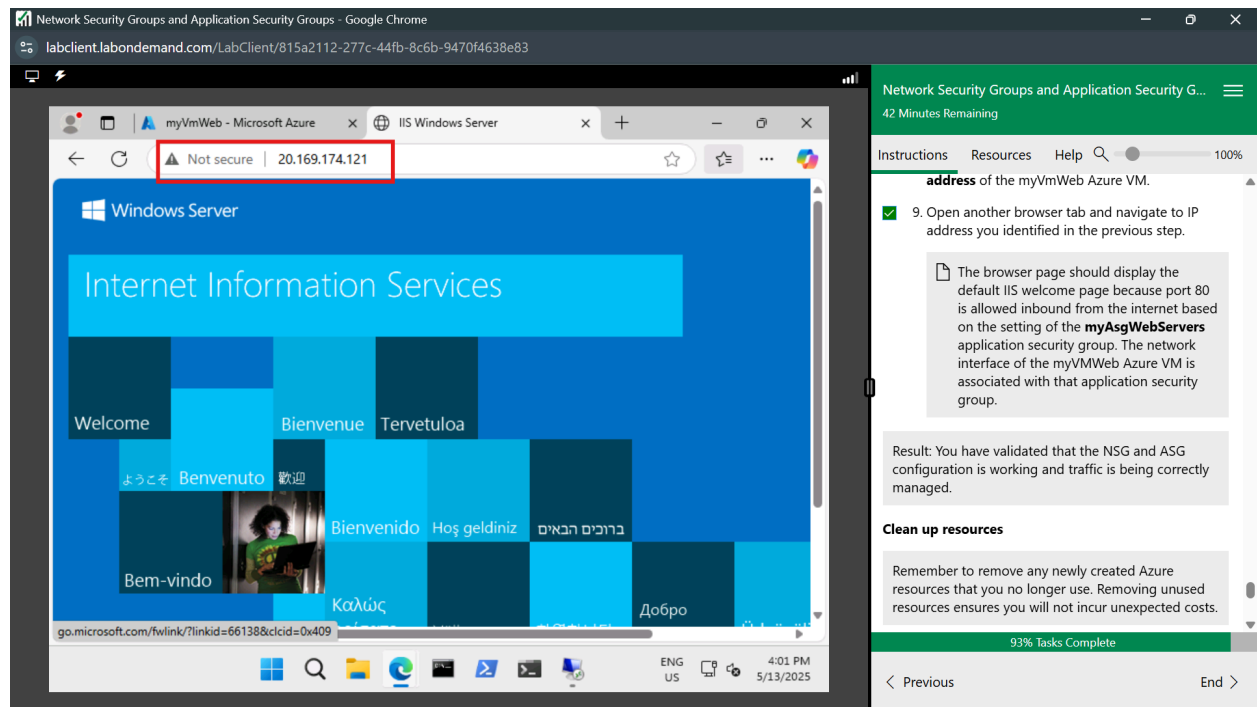 Network Security Groups and Application Security Groups - Google Chrome
labclient.labondemand.com/LabClient/815a2112-277c-44fb-8c6b-9470f4638e83
myVmWeb - Microsoft Azure
IIS Windows Server
Not secure
20.169.174.121
Windows Server
Internet Information Services
Welcome
Bienvenue
Tervetuloa
ようこそ
Benvenuto
歡迎
Bienvenido
Hoş geldiniz
ברוכים הבאים
Bem-vindo
Καλώς
Добро
go.microsoft.com/fwlink/?linkid=66138&clcid=0x409
ENG
US
4:01 PM
5/13/2025
Network Security Groups and Application Security G...
42 Minutes Remaining
Instructions
Resources
Help
100%
address of the myVmWeb Azure VM.
9. Open another browser tab and navigate to IP
address you identified in the previous step.
The browser page should display the
default IIS welcome page because port 80
is allowed inbound from the internet based
on the setting of the myAsgWebServers
application security group. The network
interface of the myVMWeb Azure VM is
associated with that application security
group.
Result: You have validated that the NSG and ASG
configuration is working and traffic is being correctly
managed.
Clean up resources
Remember to remove any newly created Azure
resources that you no longer use. Removing unused
resources ensures you will not incur unexpected costs.
93% Tasks Complete
Previous
End